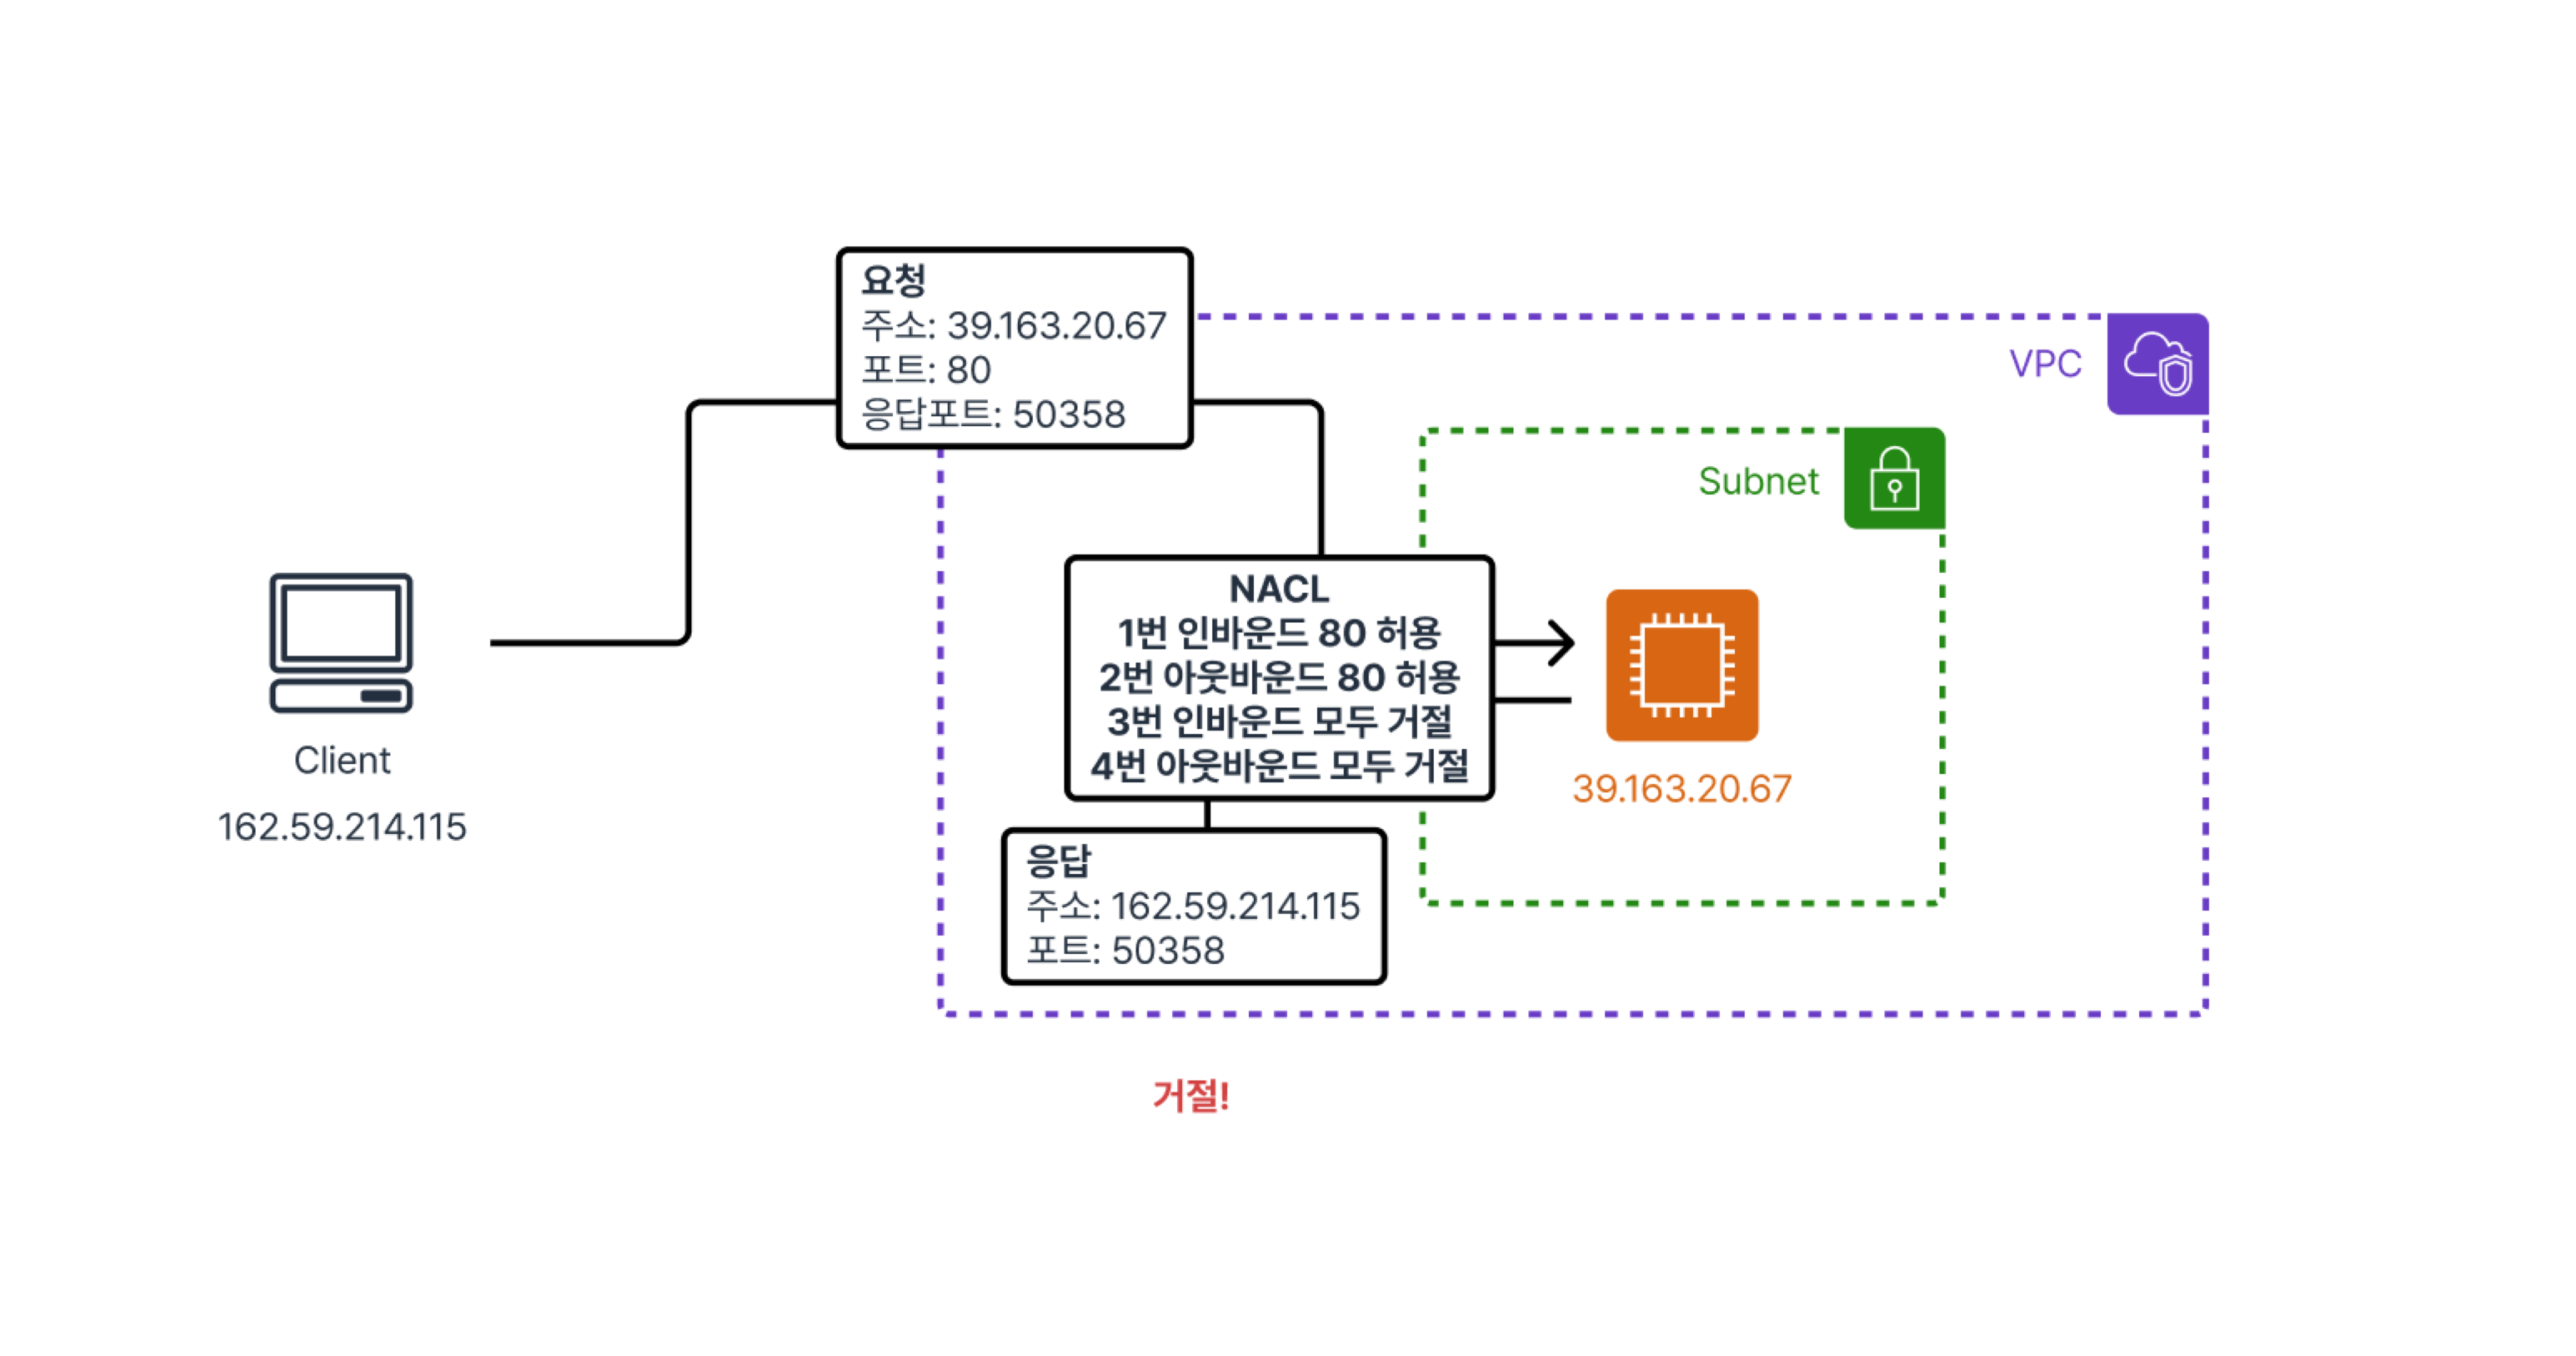 요청
주소: 39.163.20.67
포트: 80
응답포트: 50358
VPC
Subnet
NACL
1번 인바운드 80 허용
2번 아웃바운드 80 허용
3번 인바운드 모두 거절
4번 아웃바운드 모두 거절
Client
162.59.214.115
39.163.20.67
응답
주소: 162.59.214.115
포트: 50358
거절!